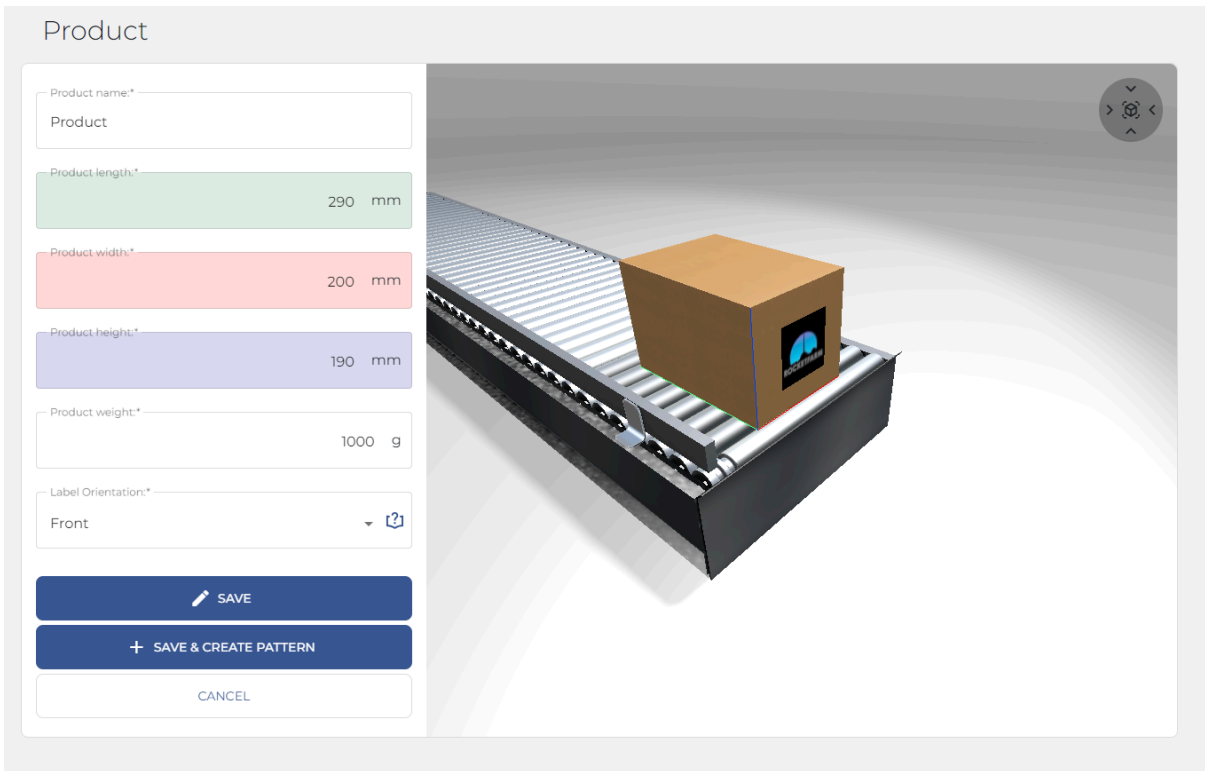 Product
Product name:*
Product
Product length:*
290 mm
Product width:*
200 mm
Product height:*
190 mm
Product weight:*
1000 g
Label Orientation:*
Front
SAVE
+ SAVE & CREATE PATTERN
CANCEL
ROCKETFARM